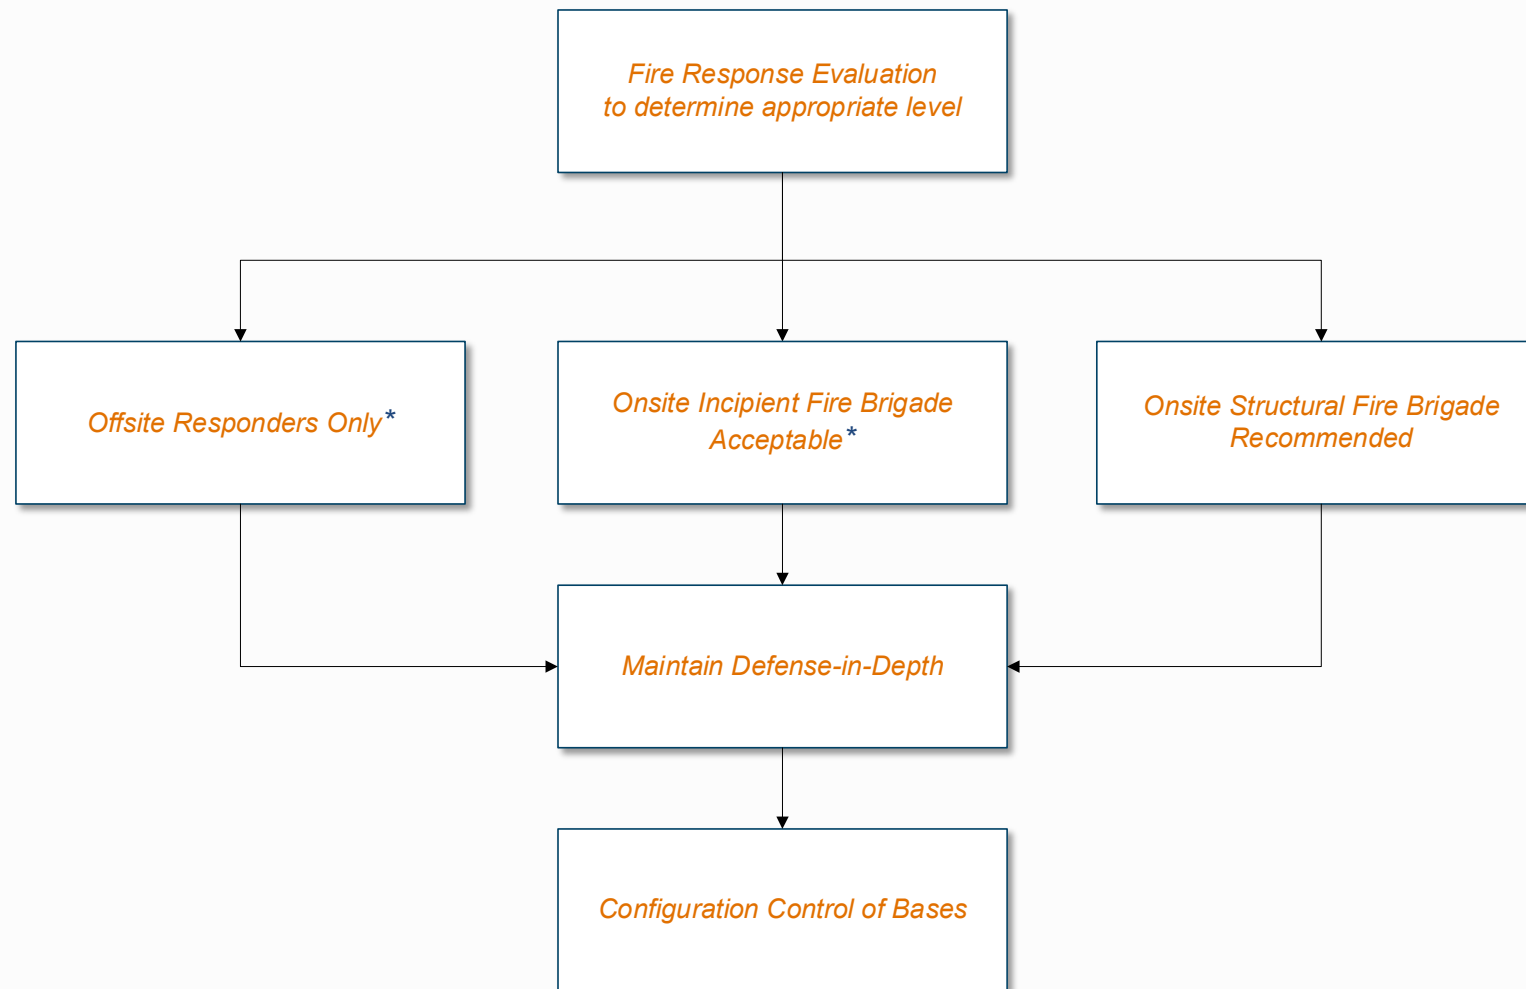 Fire Response Evaluation
to determine appropriate level
Offsite Responders Only*
Onsite Incipient Fire Brigade
Acceptable*
Onsite Structural Fire Brigade
Recommended
Maintain Defense-in-Depth
Configuration Control of Bases